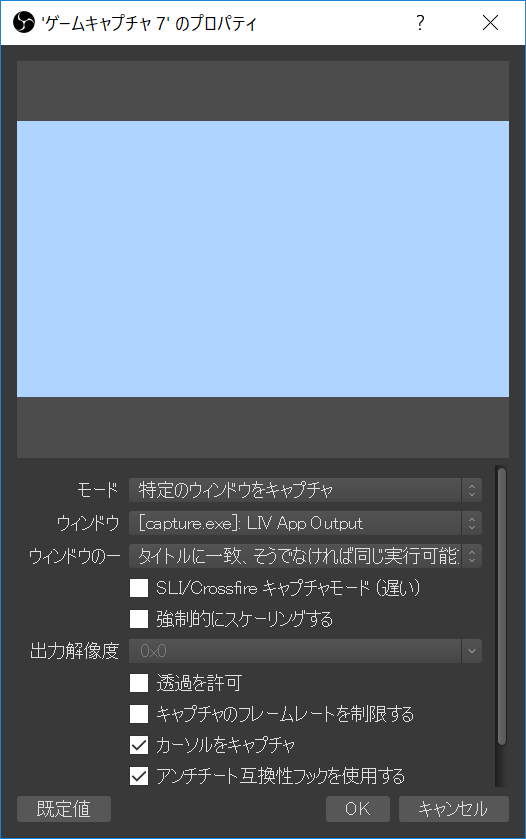 'ゲームキャプチャ 7' のプロパティ ?
モード 特定のウィンドウをキャプチャ
ウィンドウ [capture.exe]: LIV App Output
ウィンドウの一 タイトルに一致、そうでなければ同じ実行可能
SLI/Crossfire キャプチャモード (遅い)
強制的にスケーリングする
出力解像度 0x0
透過を許可
キャプチャのフレームレートを制限する
カーソルをキャプチャ
アンチチート互換性フックを使用する
既定値 OK キャンセル